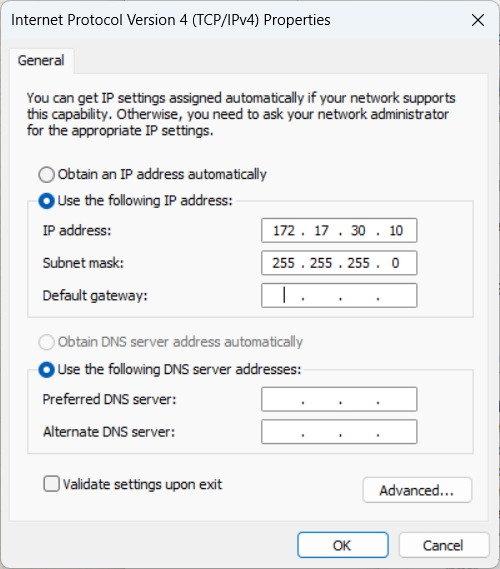 Internet Protocol Version 4 (TCP/IPv4) Properties
General
You can get IP settings assigned automatically if your network supports
this capability. Otherwise, you need to ask your network administrator
for the appropriate IP settings.
Obtain an IP address automatically
Use the following IP address:
IP address: 172 . 17 . 30 . 10
Subnet mask: 255 . 255 . 255 . 0
Default gateway: . . .
Obtain DNS server address automatically
Use the following DNS server addresses:
Preferred DNS server: . . .
Alternate DNS server: . . .
Validate settings upon exit
Advanced...
OK Cancel